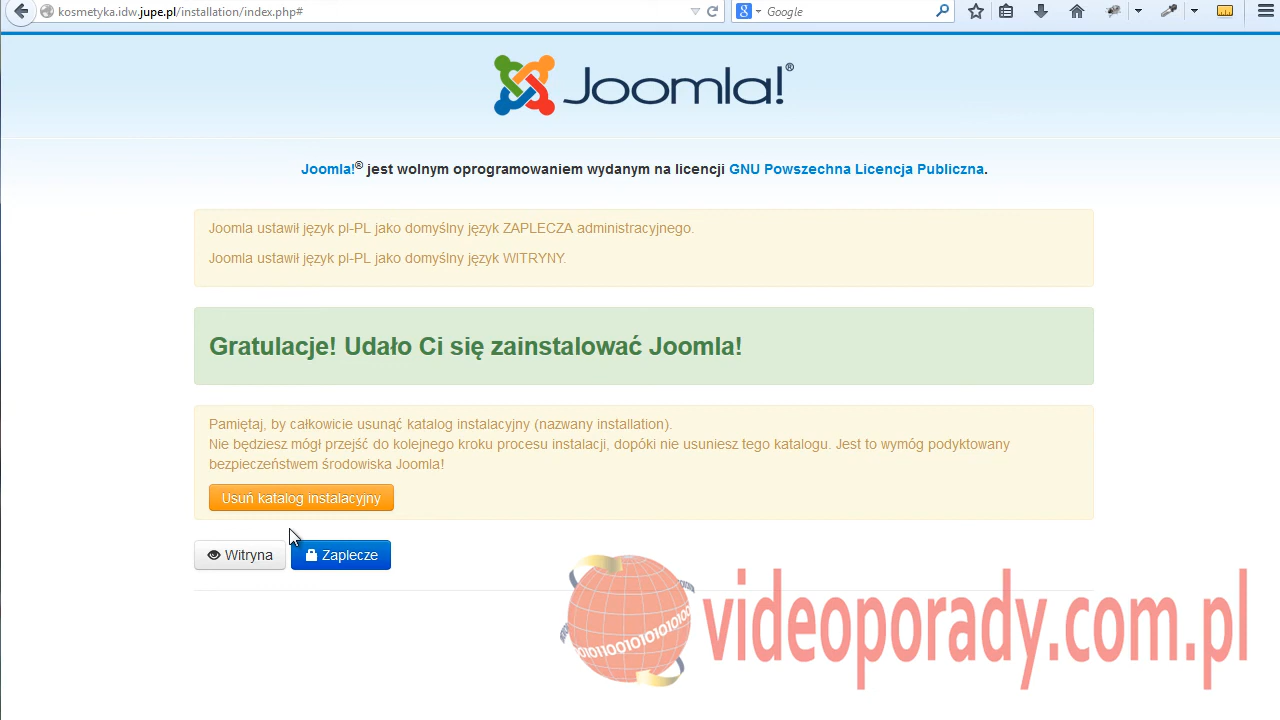 kosmetyka.idw.jupe.pl/installation/index.php#
8
Google
Joomla!®
Joomla!® jest wolnym oprogramowaniem wydanym na licencji GNU Powszechna Licencja Publiczna.
Joomla ustawił język pl-PL jako domyślny język ZAPLECZA administracyjnego.
Joomla ustawił język pl-PL jako domyślny język WITRYNY.
Gratulacje! Udało Ci się zainstalować Joomla!
Pamiętaj, by całkowicie usunąć katalog instalacyjny (nazwany installation).
Nie będziesz mógł przejść do kolejnego kroku procesu instalacji, dopóki nie usuniesz tego katalogu. Jest to wymóg podyktowany
bezpieczeństwem środowiska Joomla!
Usuń katalog instalacyjny
Witryna
Zaplecze
videoporady.com.pl